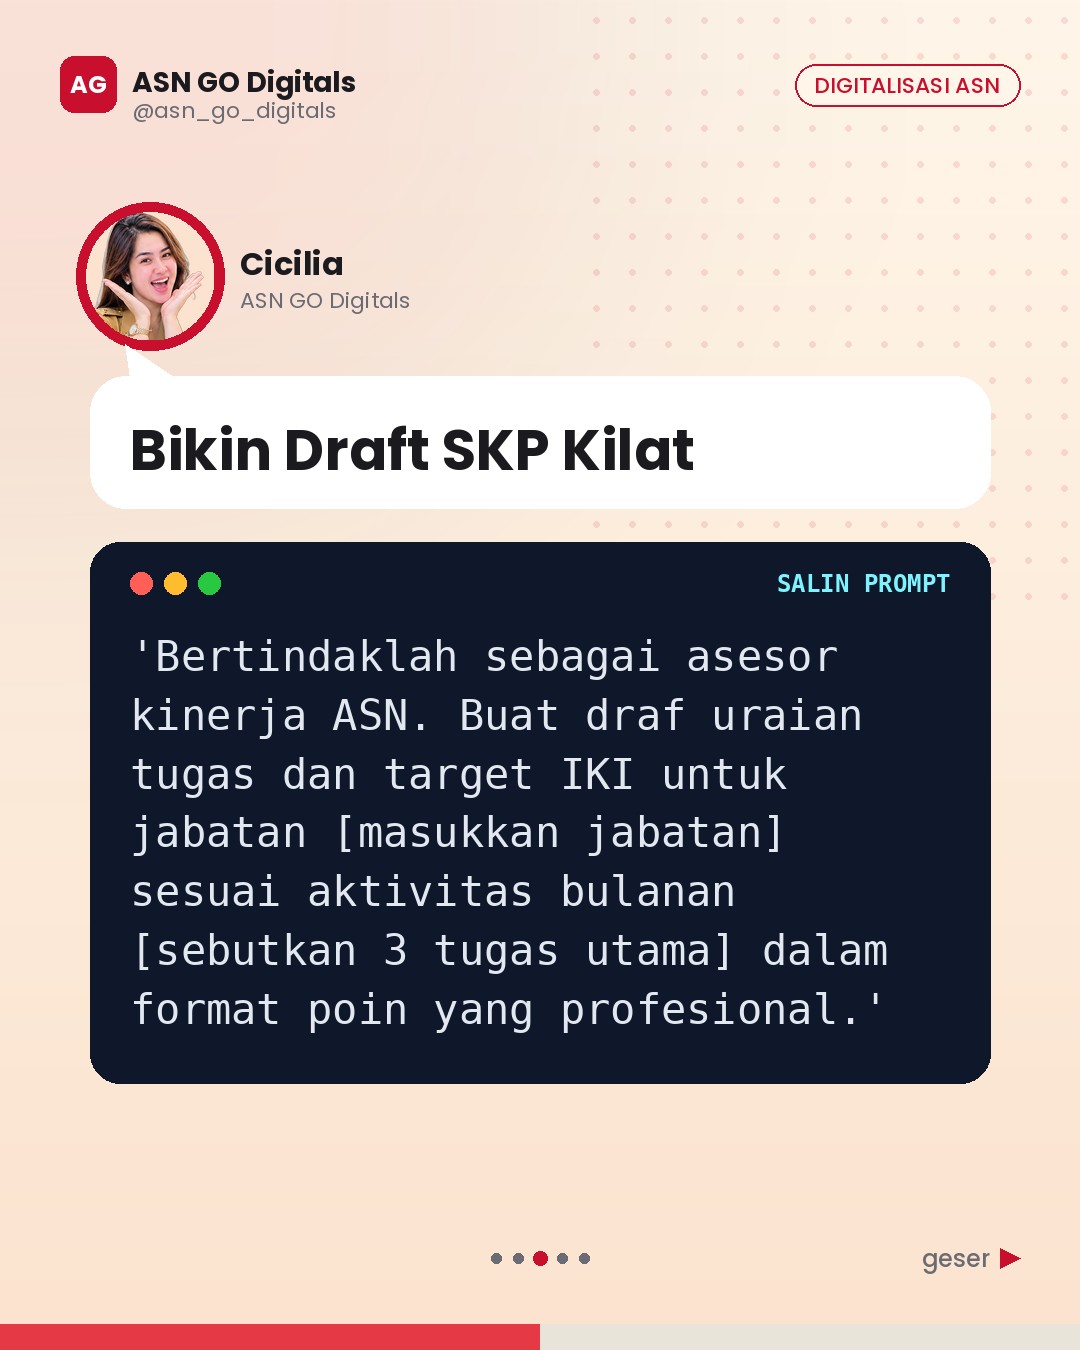 AG
ASN GO Digitals
@asn_go_digitals
DIGITALISASI ASN
Cicilia
ASN GO Digitals
Bikin Draft SKP Kilat
SALIN PROMPT
'Bertindaklah sebagai asesor
kinerja ASN. Buat draf uraian
tugas dan target IKI untuk
jabatan [masukkan jabatan]
sesuai aktivitas bulanan
[sebutkan 3 tugas utama] dalam
format poin yang profesional.'
geser